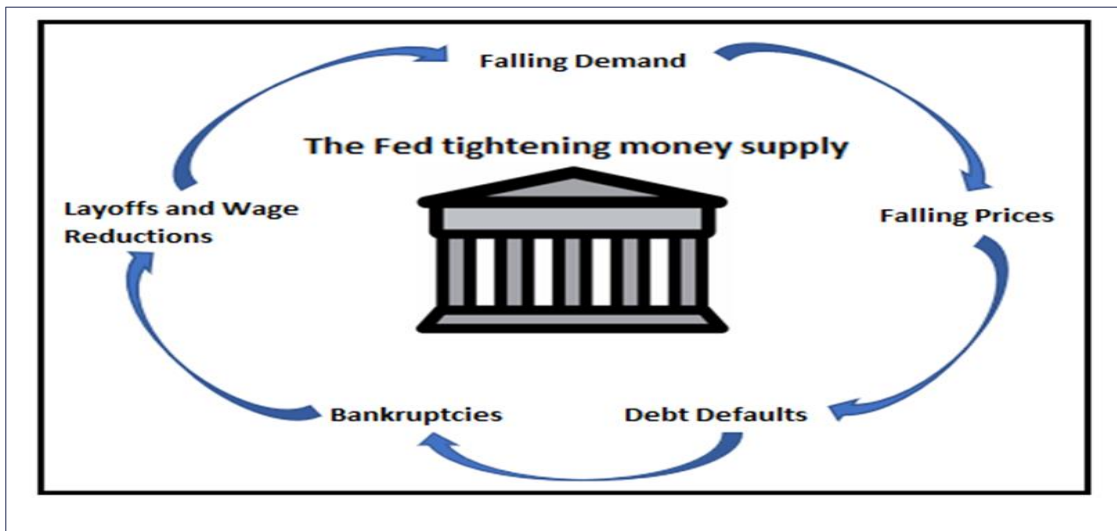 Falling Demand
The Fed tightening money supply
Layoffs and Wage
Reductions
Falling Prices
Bankruptcies
Debt Defaults